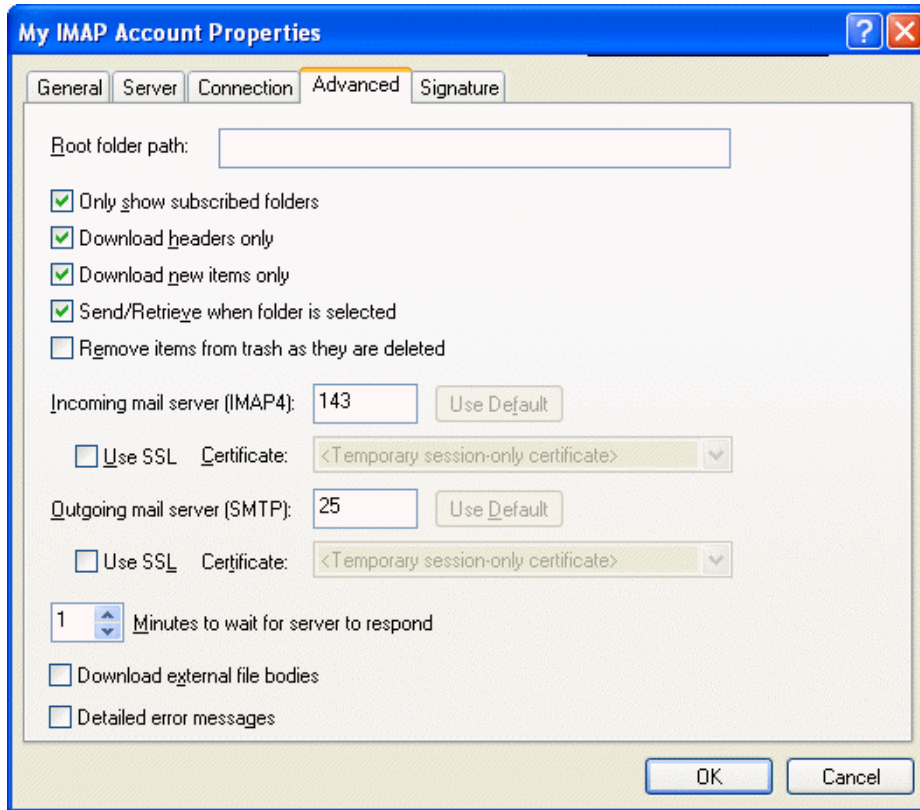 My IMAP Account Properties
?
General Server Connection Advanced Signature
Root folder path:
Only show subscribed folders
Download headers only
Download new items only
Send/Retrieve when folder is selected
Remove items from trash as they are deleted
Incoming mail server (IMAP4): 143 Use Default
Use SSL Certificate: <Temporary session-only certificate>
Outgoing mail server (SMTP): 25 Use Default
Use SSL Certificate: <Temporary session-only certificate>
1 Minutes to wait for server to respond
Download external file bodies
Detailed error messages
OK Cancel